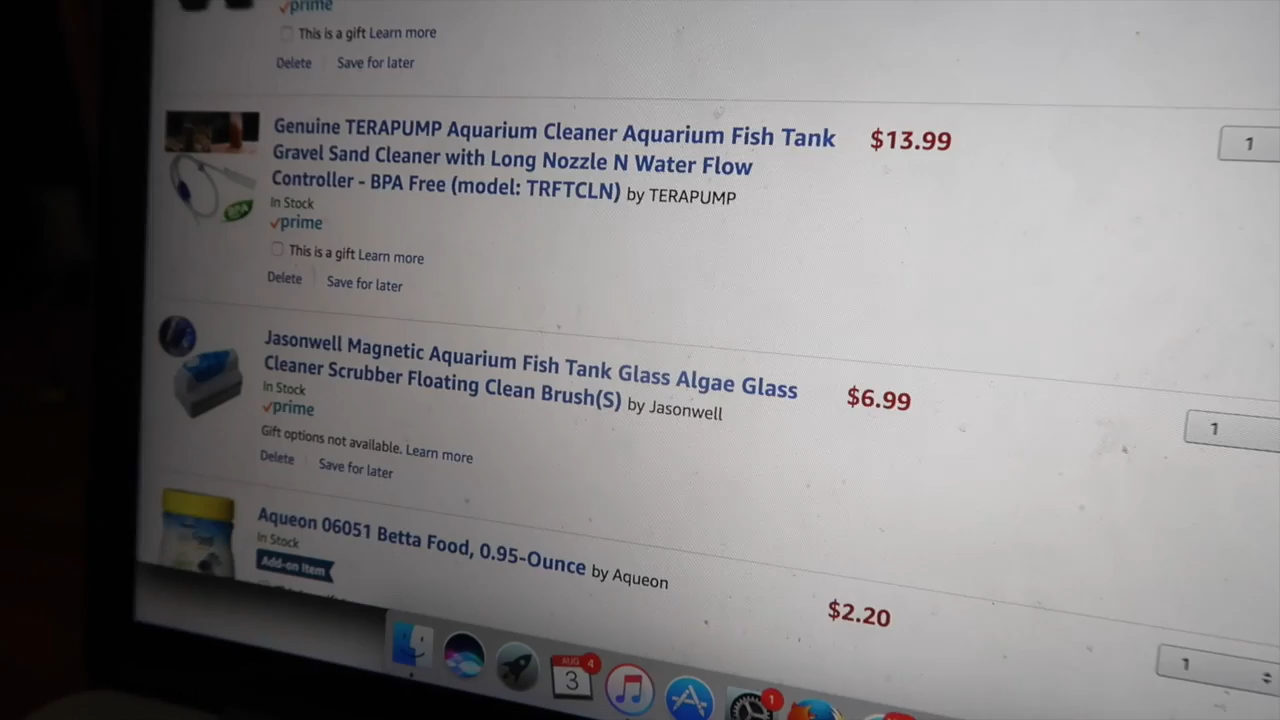 prime
This is a gift Learn more
Delete Save for later
Genuine TERAPUMP Aquarium Cleaner Aquarium Fish Tank $13.99 1
Gravel Sand Cleaner with Long Nozzle N Water Flow
Controller - BPA Free (model: TRFTCLN) by TERAPUMP
In Stock
prime
This is a gift Learn more
Delete Save for later
Jasonwell Magnetic Aquarium Fish Tank Glass Algae Glass $6.99 1
Cleaner Scrubber Floating Clean Brush(S) by Jasonwell
In Stock
prime
Gift options not available. Learn more
Delete Save for later
Aqueon 06051 Betta Food, 0.95-Ounce by Aqueon $2.20 1
In Stock
Add-on Item
AUG 4
3
1